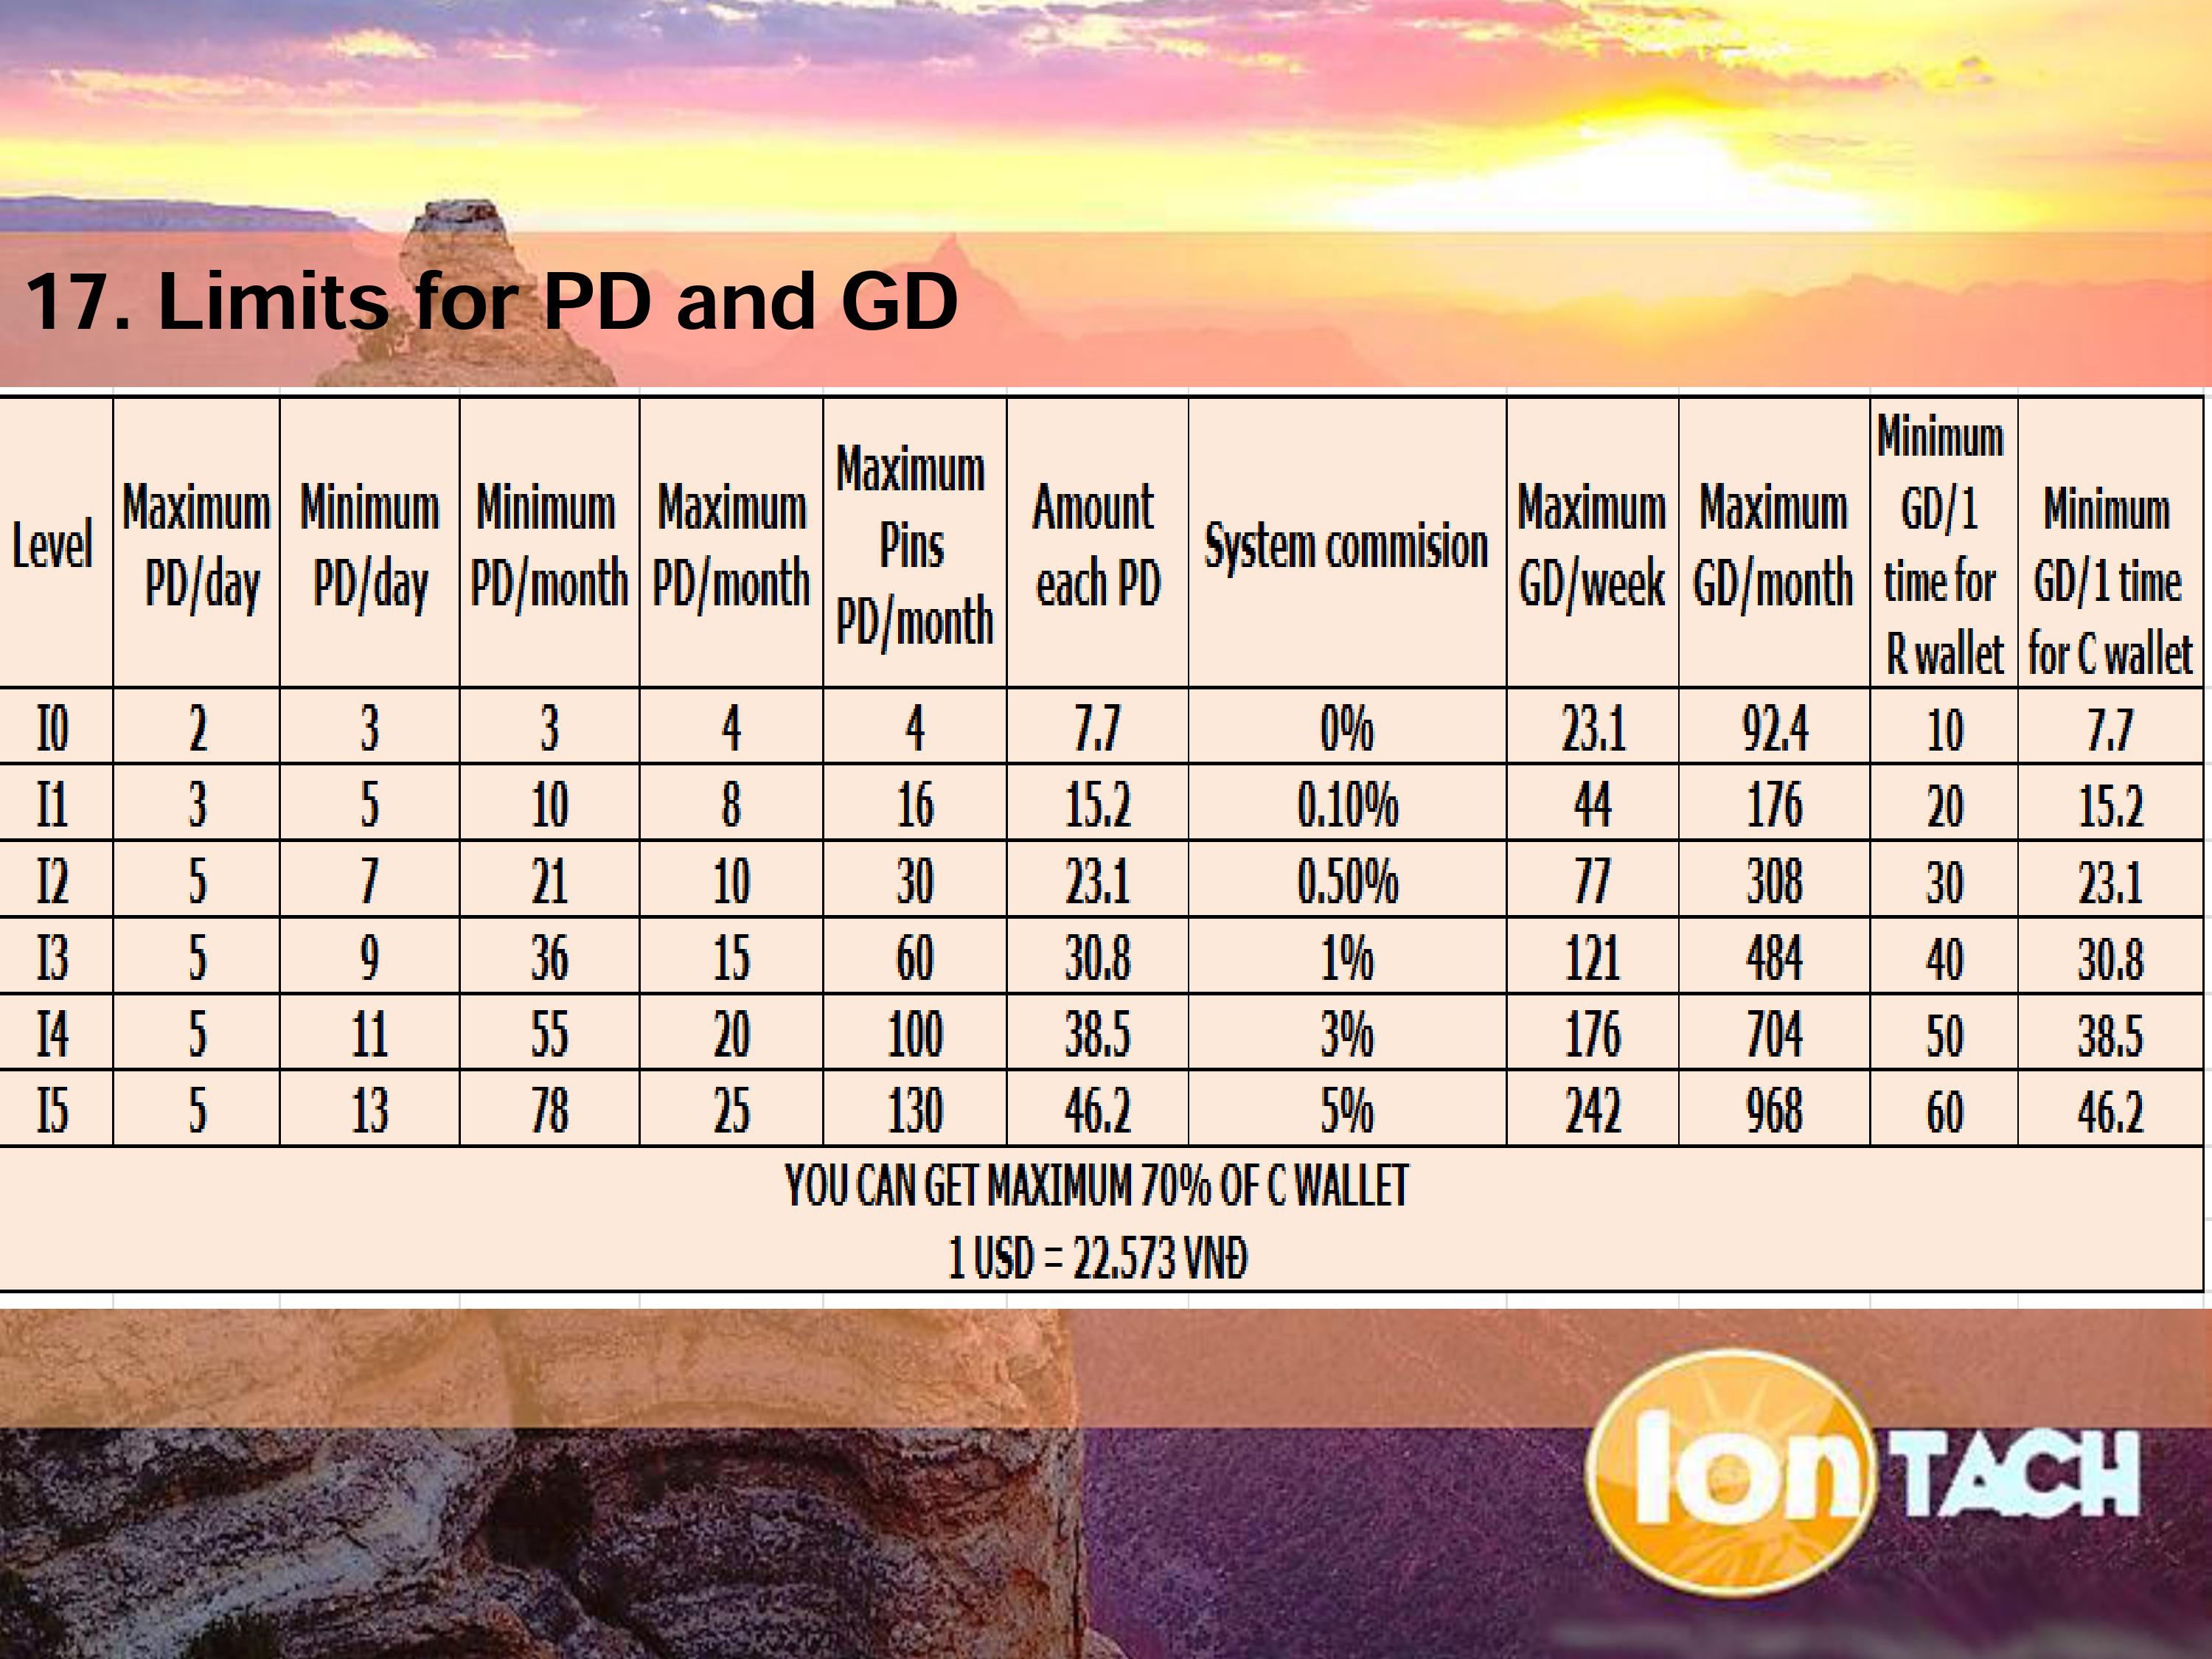 17. Limits for PD and GD
Level | Maximum PD/day | Minimum PD/day | Minimum PD/month | Maximum PD/month | Maximum Pins PD/month | Amount each PD | System commision | Maximum GD/week | Maximum GD/month | Minimum GD/1 time for R wallet | Minimum GD/1 time for C wallet
I0 | 2 | 3 | 3 | 4 | 4 | 7.7 | 0% | 23.1 | 92.4 | 10 | 7.7
I1 | 3 | 5 | 10 | 8 | 16 | 15.2 | 0.10% | 44 | 176 | 20 | 15.2
I2 | 5 | 7 | 21 | 10 | 30 | 23.1 | 0.50% | 77 | 308 | 30 | 23.1
I3 | 5 | 9 | 36 | 15 | 60 | 30.8 | 1% | 121 | 484 | 40 | 30.8
I4 | 5 | 11 | 55 | 20 | 100 | 38.5 | 3% | 176 | 704 | 50 | 38.5
I5 | 5 | 13 | 78 | 25 | 130 | 46.2 | 5% | 242 | 968 | 60 | 46.2
YOU CAN GET MAXIMUM 70% OF C WALLET
1 USD = 22.573 VNĐ
Ion TACH